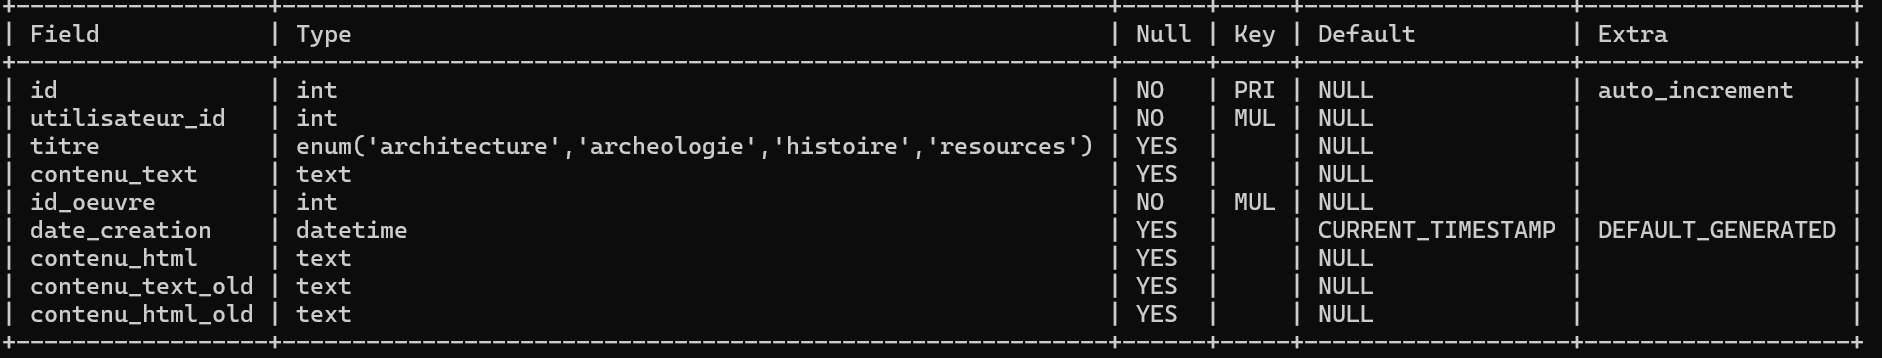 +------------------+-----------------------------------------------------------+------+-----+-------------------+-------------------+
| Field            | Type                                                      | Null | Key | Default           | Extra             |
+------------------+-----------------------------------------------------------+------+-----+-------------------+-------------------+
| id               | int                                                       | NO   | PRI | NULL              | auto_increment    |
| utilisateur_id   | int                                                       | NO   | MUL | NULL              |                   |
| titre            | enum('architecture','archeologie','histoire','resources') | YES  |     | NULL              |                   |
| contenu_text     | text                                                      | YES  |     | NULL              |                   |
| id_oeuvre        | int                                                       | NO   | MUL | NULL              |                   |
| date_creation    | datetime                                                  | YES  |     | CURRENT_TIMESTAMP | DEFAULT_GENERATED |
| contenu_html     | text                                                      | YES  |     | NULL              |                   |
| contenu_text_old | text                                                      | YES  |     | NULL              |                   |
| contenu_html_old | text                                                      | YES  |     | NULL              |                   |
+------------------+-----------------------------------------------------------+------+-----+-------------------+-------------------+